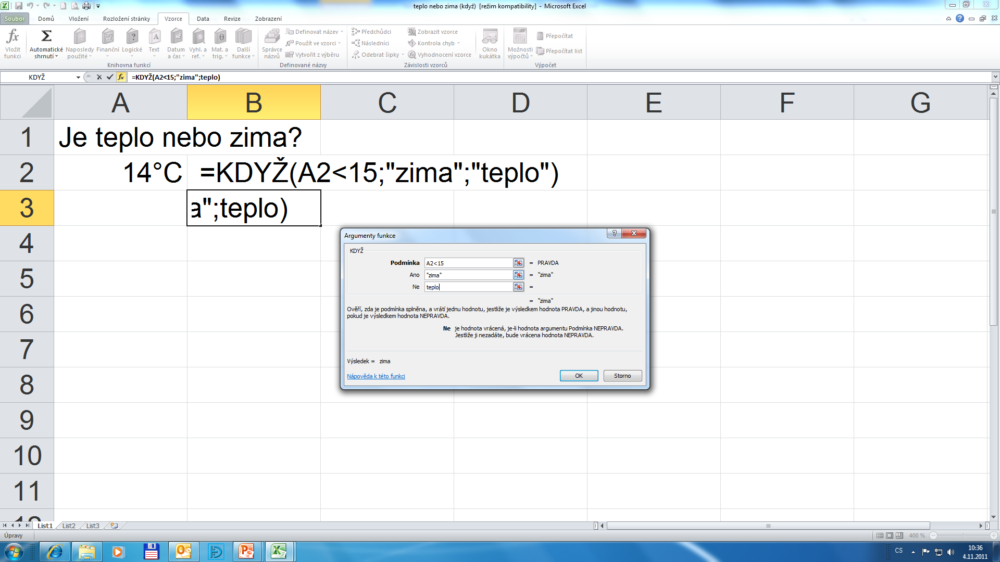 teplo nebo zima (když) [režim kompatibility] - Microsoft Excel
Soubor Domů Vložení Rozložení stránky Vzorce Data Revize Zobrazení
Vložit funkci
Automatické shrnutí
Naposledy použité
Finanční
Logické
Text
Datum a čas
Vyhl. a ref.
Mat. a trig.
Další funkce
Knihovna funkcí
Správce názvů
Definovat název
Použít ve vzorci
Vytvořit z výběru
Definované názvy
Předchůdci
Následníci
Odebrat šipky
Zobrazit vzorce
Kontrola chyb
Vyhodnocení vzorce
Závislosti vzorců
Okno kukátka
Možnosti výpočtů
Přepočítat
Přepočítat list
Výpočet
KDYŽ fx =KDYŽ(A2<15;"zima";teplo)
A B C D E F G
1 Je teplo nebo zima?
2 14°C =KDYŽ(A2<15;"zima";"teplo")
3 a";teplo)
4
5
6
7
8
9
10
11
12
Argumenty funkce
KDYŽ
Podmínka A2<15 = PRAVDA
Ano "zima" = "zima"
Ne teplo =
= "zima"
Ověří, zda je podmínka splněna, a vrátí jednu hodnotu, jestliže je výsledkem hodnota PRAVDA, a jinou hodnotu,
pokud je výsledkem hodnota NEPRAVDA.
Ne je hodnota vrácená, je-li hodnota argumentu Podmínka NEPRAVDA.
Jestliže ji nezadáte, bude vrácena hodnota NEPRAVDA.
Výsledek = zima
Nápověda k této funkci
OK Storno
List1 List2 List3
Úpravy
400 %
CS
10:36
4.11.2011